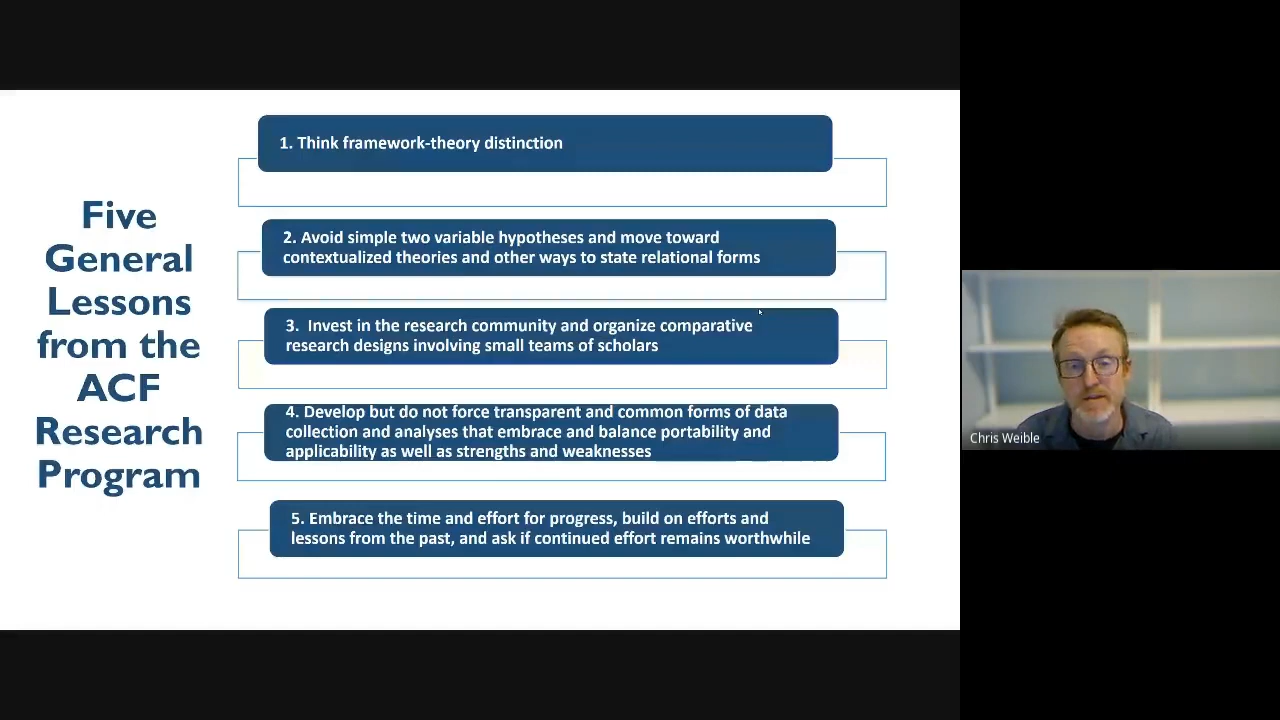 Five
General
Lessons
from the
ACF
Research
Program
1. Think framework-theory distinction
2. Avoid simple two variable hypotheses and move toward
contextualized theories and other ways to state relational forms
3. Invest in the research community and organize comparative
research designs involving small teams of scholars
4. Develop but do not force transparent and common forms of data
collection and analyses that embrace and balance portability and
applicability as well as strengths and weaknesses
5. Embrace the time and effort for progress, build on efforts and
lessons from the past, and ask if continued effort remains worthwhile
Chris Weible